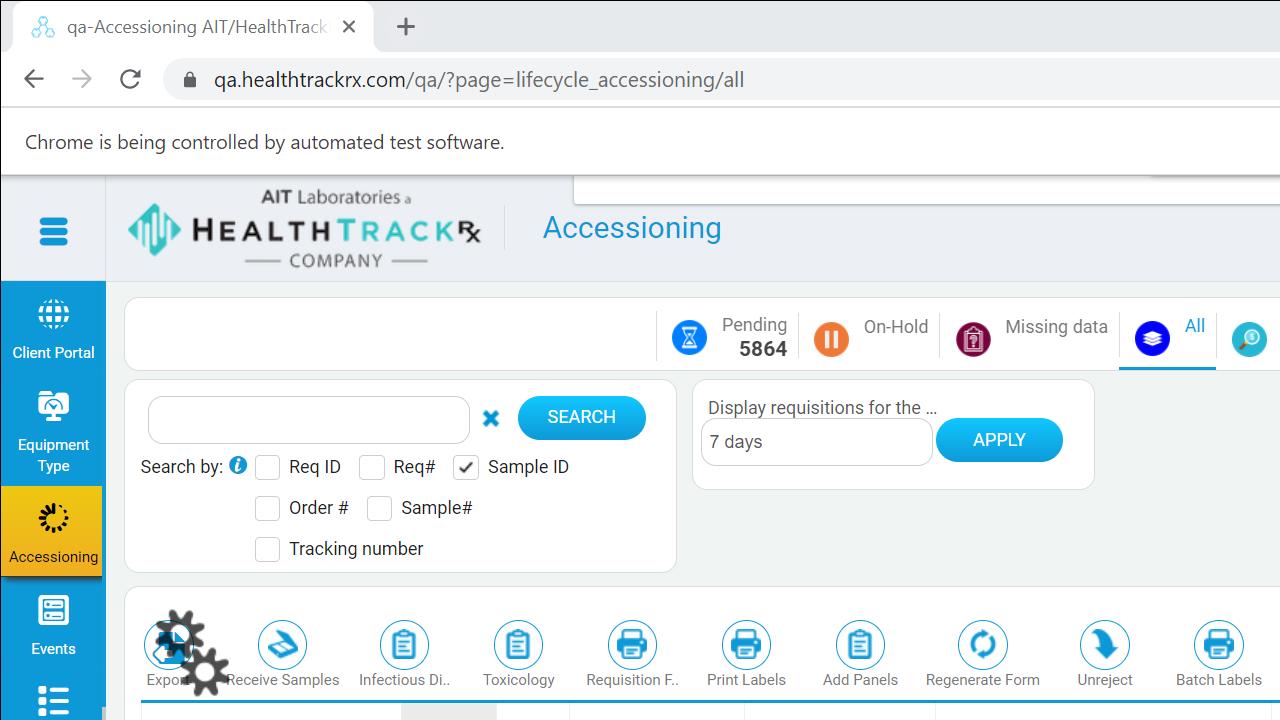 qa-Accessioning AIT/HealthTrack
qa.healthtrackrx.com/qa/?page=lifecycle_accessioning/all
Chrome is being controlled by automated test software.
AIT Laboratories a
HEALTHTRACKRx
COMPANY
Accessioning
Client Portal
Equipment
Type
Accessioning
Events
Pending
5864
On-Hold
Missing data
All
SEARCH
Search by:
Req ID
Req#
Sample ID
Order #
Sample#
Tracking number
Display requisitions for the ...
7 days
APPLY
Export
Receive Samples
Infectious Di..
Toxicology
Requisition F..
Print Labels
Add Panels
Regenerate Form
Unreject
Batch Labels